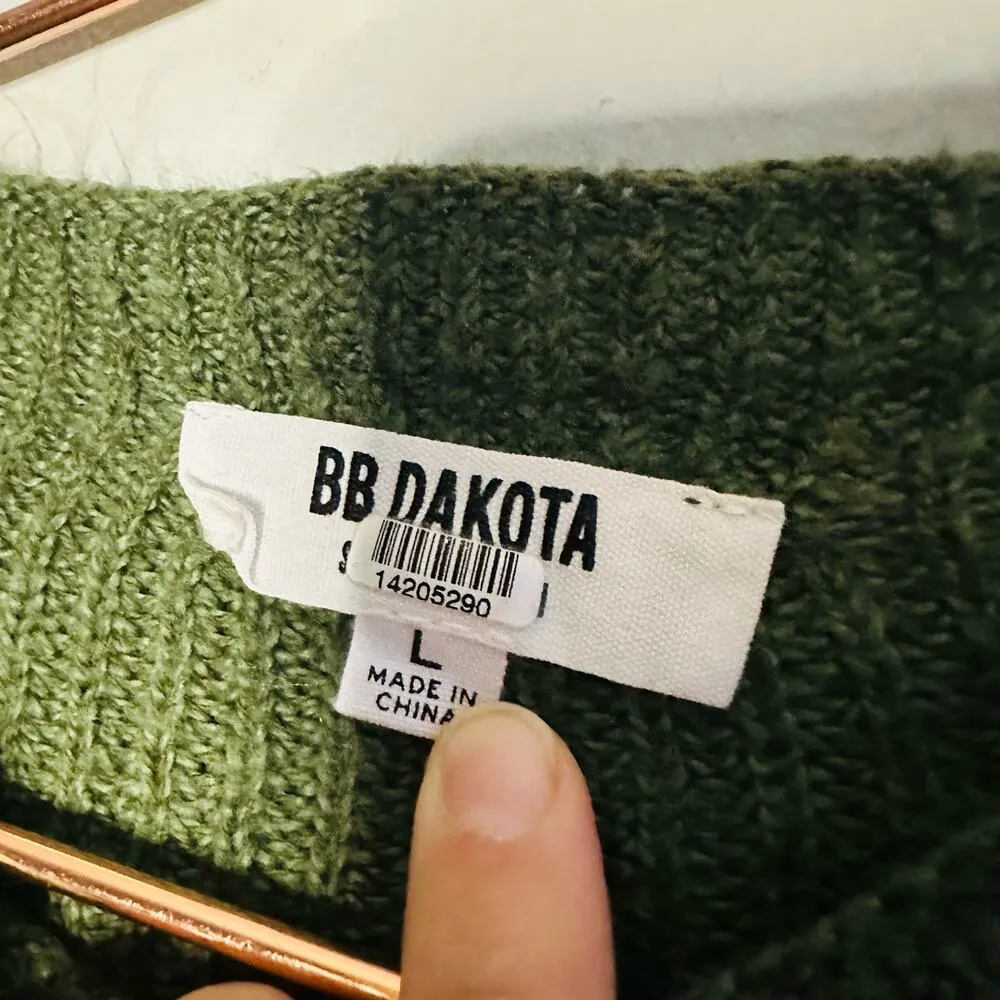 BB DAKOTA
14205290
L
MADE IN
CHINA